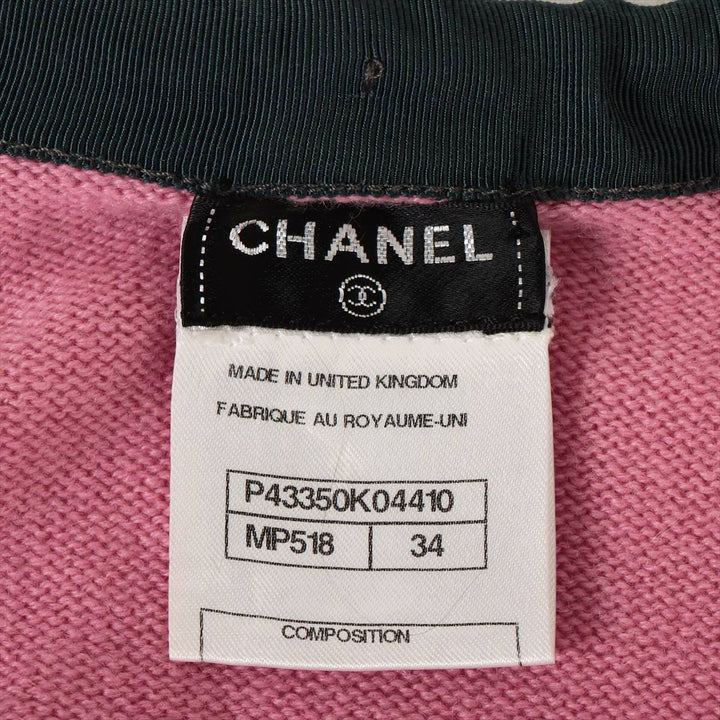 CHANEL
MADE IN UNITED KINGDOM
FABRIQUE AU ROYAUME-UNI
P43350K04410
MP518 34
COMPOSITION